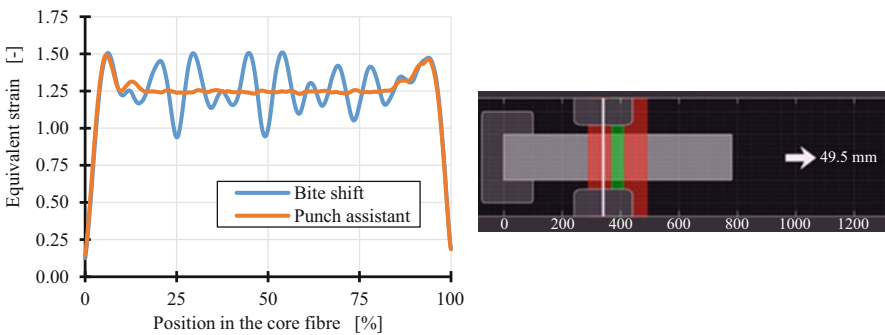 1.75
1.50
1.25
1.00
0.75
0.50
0.25
0.00
Equivalent strain [-]
Bite shift
Punch assistant
0 25 50 75 100
Position in the core fibre [%]
49.5 mm
0 200 400 600 800 1000 1200